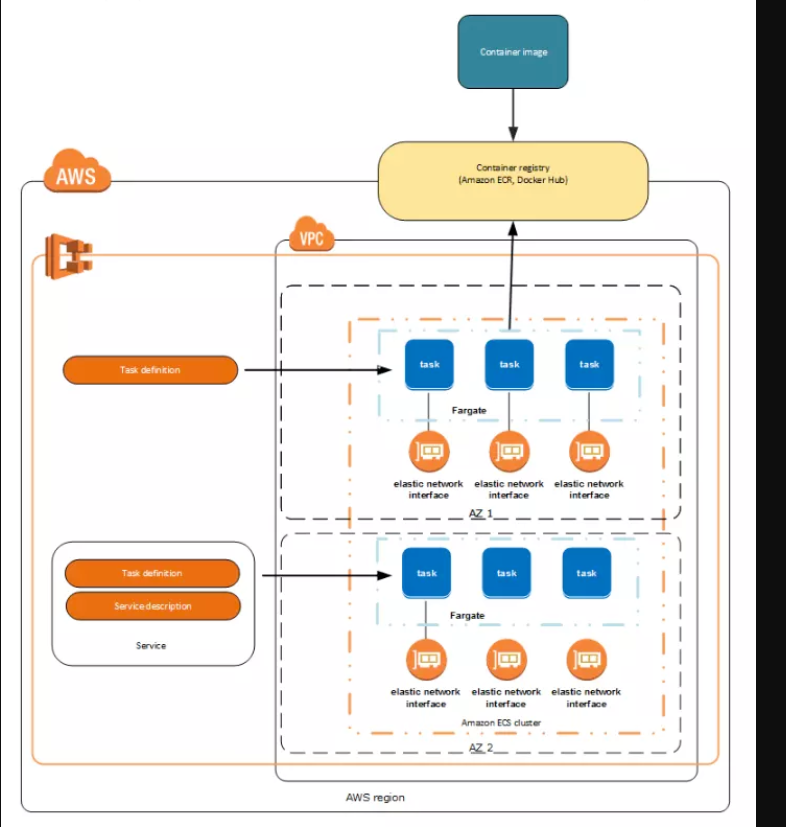 Container image
Container registry
(Amazon ECR, Docker Hub)
AWS
VPC
Task definition
task
task
task
Fargate
elastic network
interface
elastic network
interface
elastic network
interface
AZ 1
Task definition
Service description
Service
task
task
task
Fargate
elastic network
interface
elastic network
interface
elastic network
interface
Amazon ECS cluster
AZ 2
AWS region